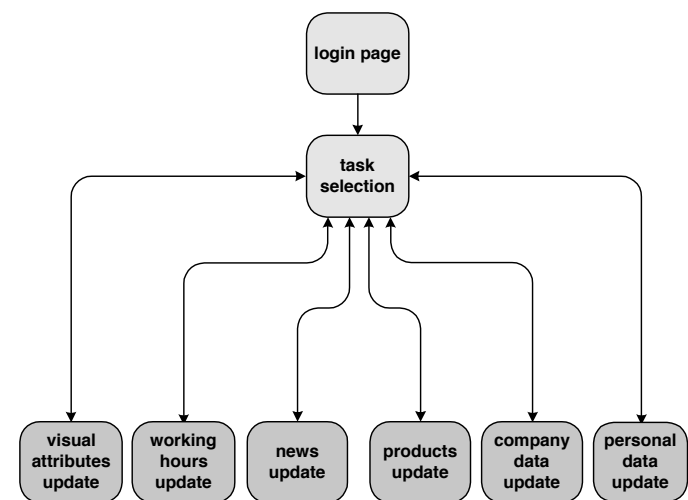 login page
task
selection
visual
attributes
update
working
hours
update
news
update
products
update
company
data
update
personal
data
update